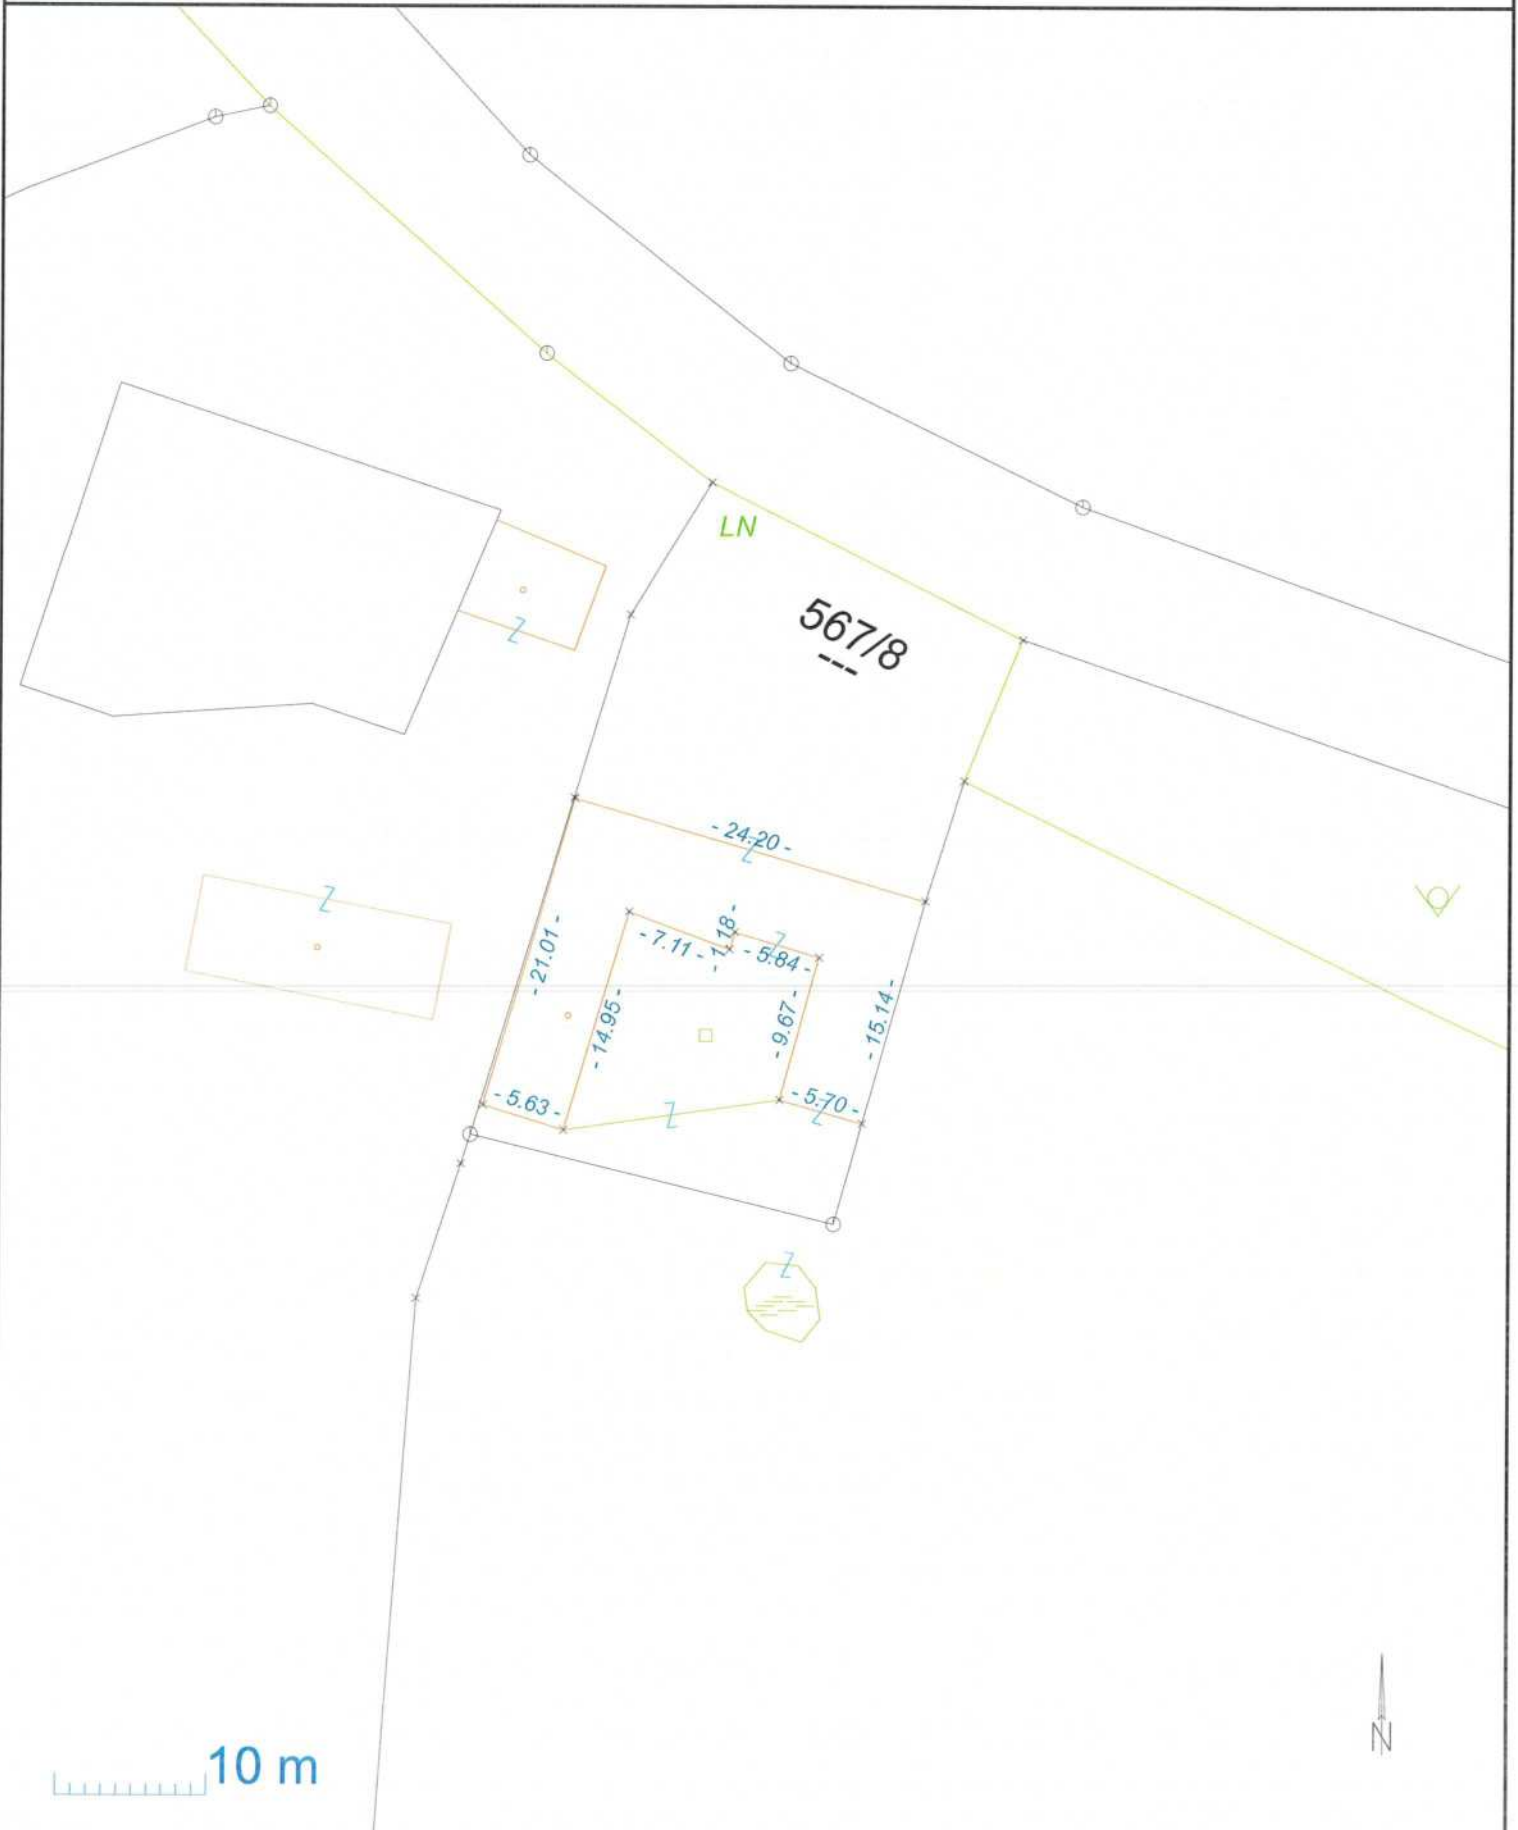 LN
567/8
---
- 24.20 -
- 21.01 -
- 7.11 -
- 1.18 -
- 5.84 -
- 14.95 -
- 9.67 -
- 15.14 -
- 5.63 -
- 5.70 -
N
10 m